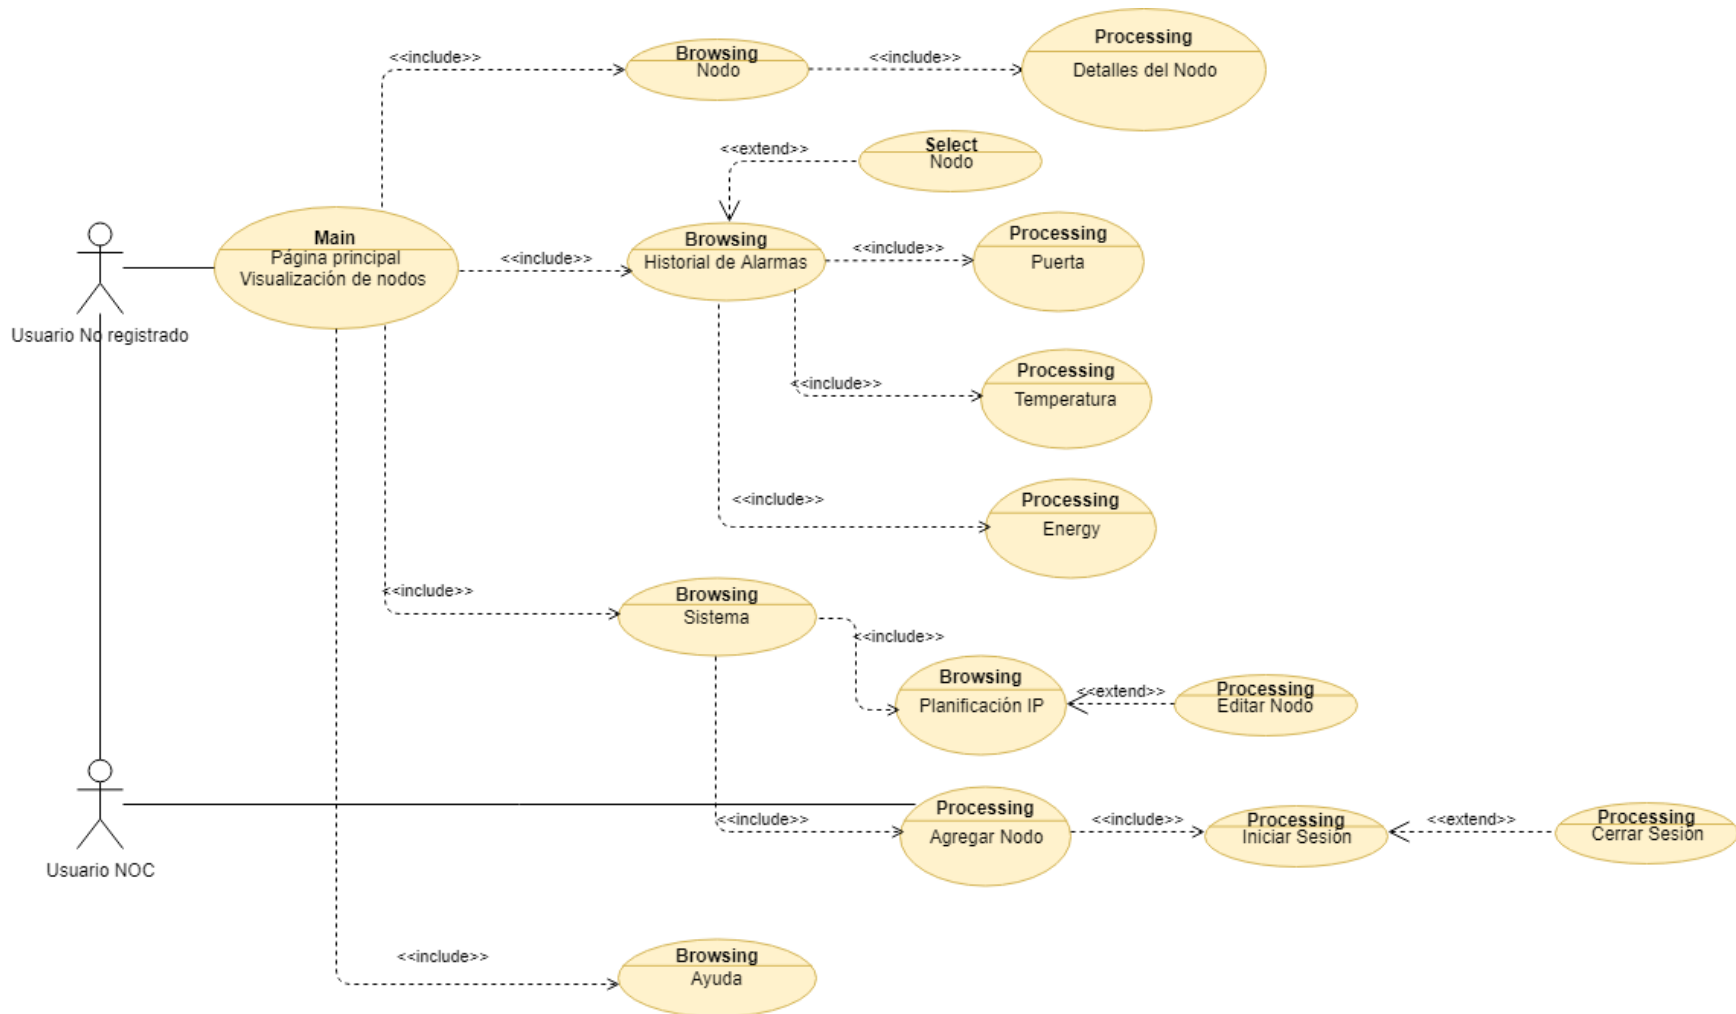 <<include>>
Browsing
Nodo
<<include>>
Processing
Detalles del Nodo
<<extend>>
Select
Nodo
Usuario No registrado
Main
Página principal
Visualización de nodos
<<include>>
Browsing
Historial de Alarmas
<<include>>
Processing
Puerta
<<include>>
Processing
Temperatura
<<include>>
Processing
Energy
<<include>>
Browsing
Sistema
<<include>>
Browsing
Planificación IP
<<extend>>
Processing
Editar Nodo
Usuario NOC
<<include>>
Processing
Agregar Nodo
<<include>>
Processing
Iniciar Sesión
<<extend>>
Processing
Cerrar Sesión
<<include>>
Browsing
Ayuda